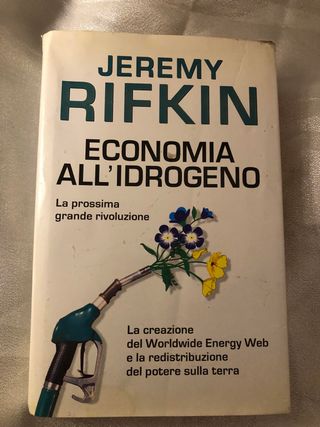 JEREMY
RIFKIN
ECONOMIA
ALL'IDROGENO
La prossima
grande rivoluzione
La creazione
del Worldwide Energy Web
e la redistribuzione
del potere sulla terra